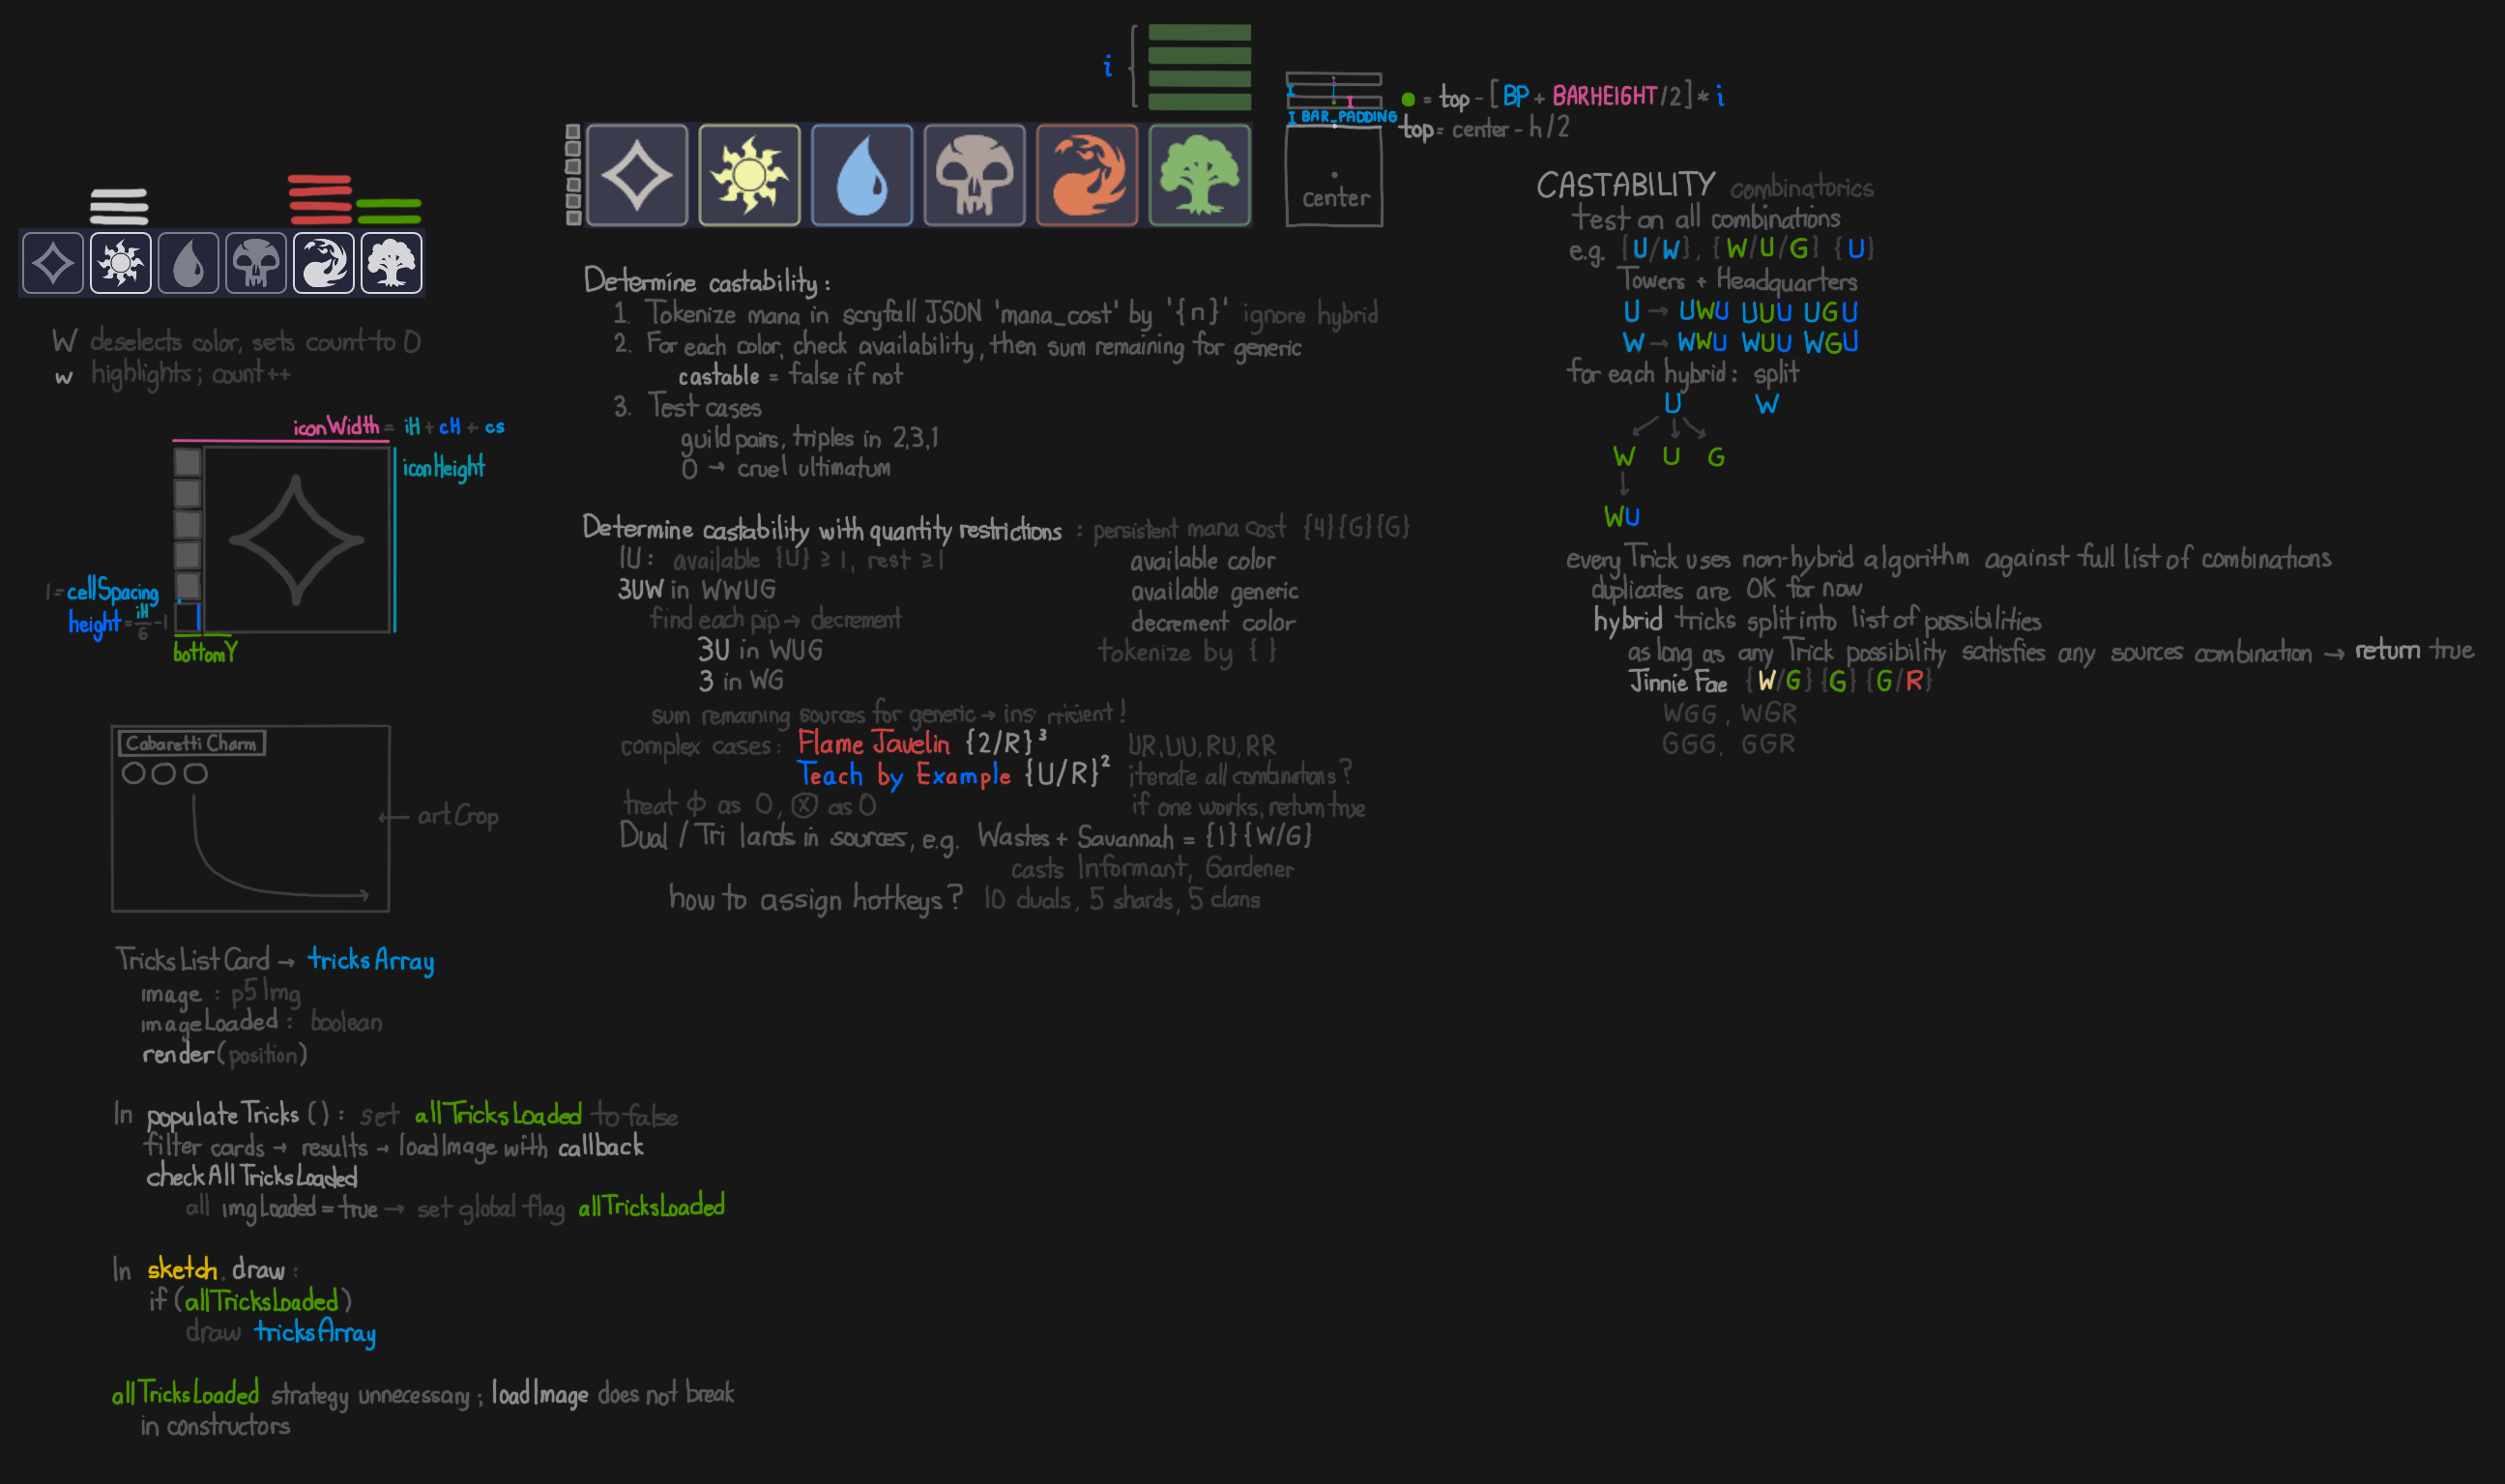 i
= top - [BP + BARHEIGHT/2] * i
I BAR_PADDING
top = center - h/2
center
W deselects color, sets count to 0
w highlights; count++
iconWidth = iH + cH + cs
iconHeight
1 = cellSpacing
height = iH/6 - 1
bottomY
Cabaretti Charm
← artCrop
TricksListCard → tricksArray
image : p5Img
imageLoaded : boolean
render(position)
In populateTricks () : set allTricksLoaded to false
filter cards → results → loadImage with callback
checkAllTricksLoaded
all imgLoaded = true → set global flag allTricksLoaded
In sketch.draw :
if (allTricksLoaded)
draw tricksArray
allTricksLoaded strategy unnecessary; loadImage does not break
in constructors
Determine castability:
1. Tokenize mana in scryfall JSON 'mana_cost' by '{n}' ignore hybrid
2. For each color, check availability, then sum remaining for generic
castable = false if not
3. Test cases
guild pairs, triples in 2,3,1
0 → cruel ultimatum
Determine castability with quantity restrictions : persistent mana cost {4}{G}{G}
1U: available {U} ≥ 1, rest ≥ 1
available color
3UW in WWUG
available generic
find each pip → decrement
decrement color
3U in WUG
tokenize by { }
3 in WG
sum remaining sources for generic →
complex cases: Flame Javelin {2/R}³ UR, UU, RU, RR
Teach by Example {U/R}² iterate all combinations?
treat Φ as 0, ⓧ as 0
if one works, return true
Dual / Tri lands in sources, e.g. Wastes + Savannah = {1}{W/G}
casts Informant, Gardener
how to assign hotkeys? 10 duals, 5 shards, 5 clans
CASTABILITY combinatorics
test on all combinations
e.g. {U/W}, {W/U/G} {U}
Towers + Headquarters
U → UWU UUU UGU
W → WWU WUU WGU
for each hybrid: split
U W
W U G
WU
every Trick uses non-hybrid algorithm against full list of combinations
duplicates are OK for now
hybrid tricks split into list of possibilities
as long as any Trick possibility satisfies any sources combination → return true
Jinnie Fae {W/G}{G}{G/R}
WGG, WGR
GGG, GGR